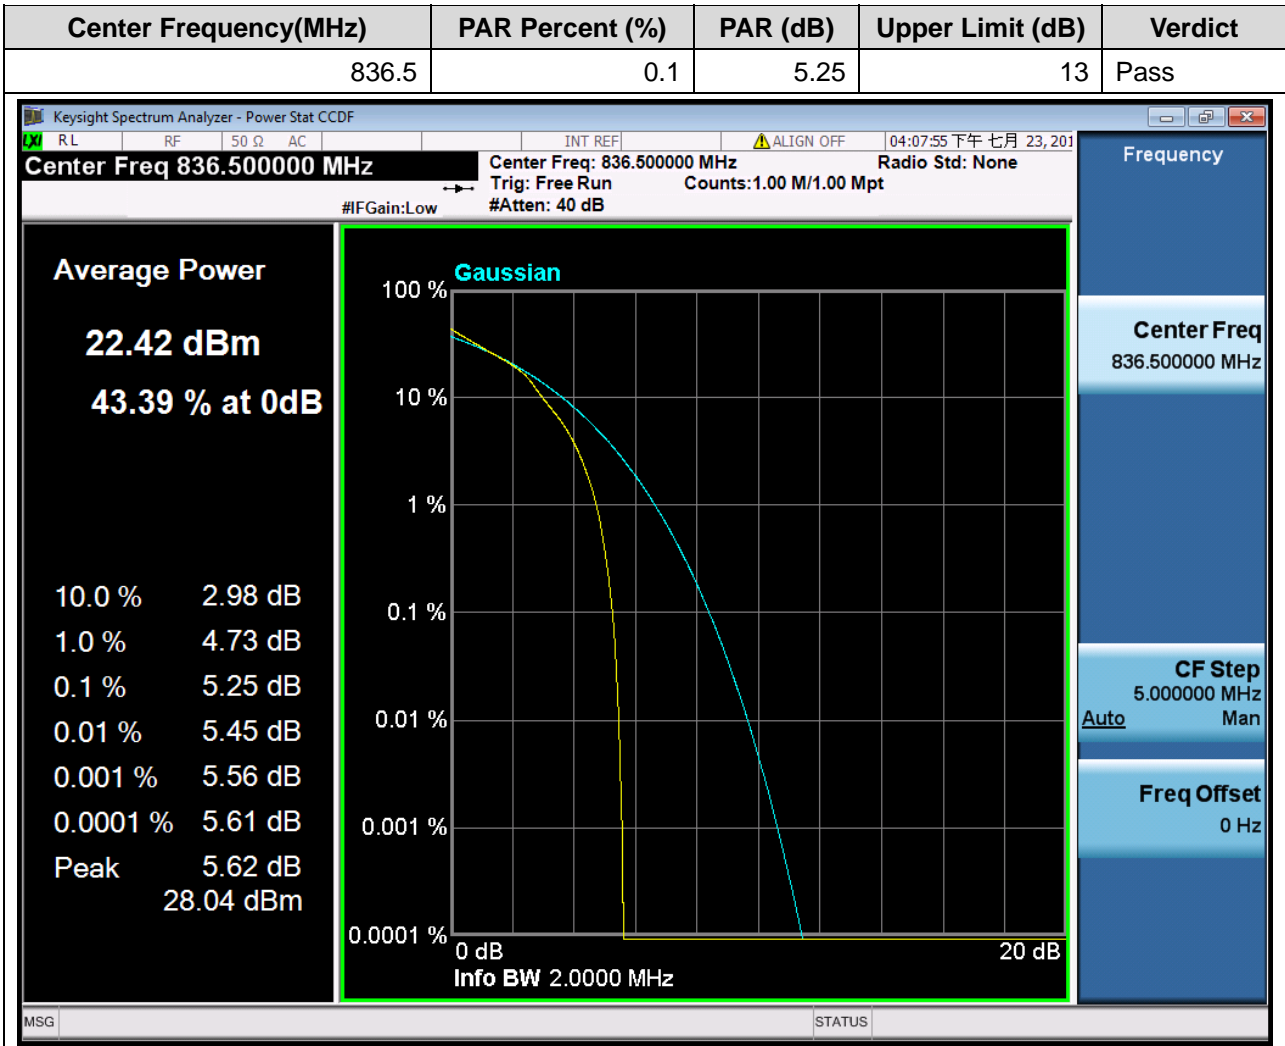 Center Frequency(MHz) PAR Percent (%) PAR (dB) Upper Limit (dB) Verdict
836.5 0.1 5.25 13 Pass
Keysight Spectrum Analyzer - Power Stat CCDF
LXI RL RF 50 Ω AC INT REF ALIGN OFF 04:07:55 下午 七月 23, 201
Center Freq 836.500000 MHz
Center Freq: 836.500000 MHz Radio Std: None
Trig: Free Run Counts:1.00 M/1.00 Mpt
#IFGain:Low #Atten: 40 dB
Frequency
Average Power
22.42 dBm
43.39 % at 0dB
10.0 % 2.98 dB
1.0 % 4.73 dB
0.1 % 5.25 dB
0.01 % 5.45 dB
0.001 % 5.56 dB
0.0001 % 5.61 dB
Peak 5.62 dB
28.04 dBm
Gaussian
100 %
10 %
1 %
0.1 %
0.01 %
0.001 %
0.0001 %
0 dB 20 dB
Info BW 2.0000 MHz
Center Freq
836.500000 MHz
CF Step
5.000000 MHz
Auto Man
Freq Offset
0 Hz
MSG STATUS